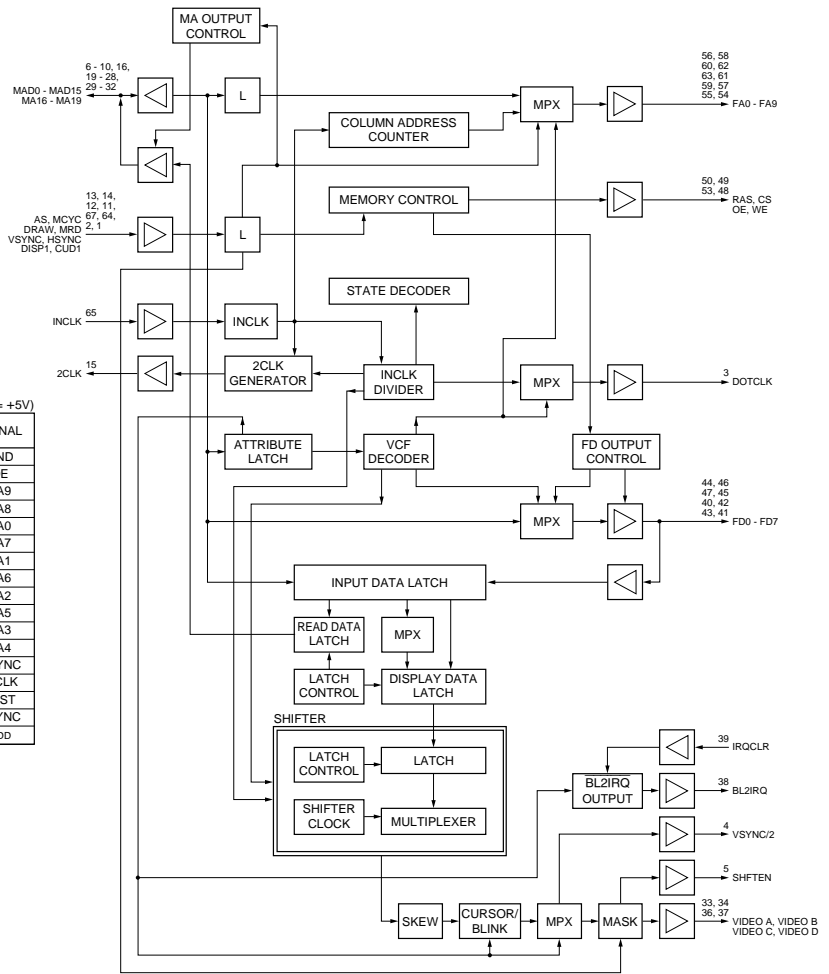 MA OUTPUT
CONTROL
6 - 10, 16,
19 - 28,
29 - 32
MAD0 - MAD15
MA16 - MA19
L
MPX
56, 58
60, 62
63, 61
59, 57
55, 54
FA0 - FA9
COLUMN ADDRESS
COUNTER
13, 14,
12, 11,
67, 64,
2, 1
AS, MCYC
DRAW, MRD
VSYNC, HSYNC
DISP1, CUD1
L
MEMORY CONTROL
50, 49
53, 48
RAS, CS
OE, WE
STATE DECODER
INCLK
65
INCLK
2CLK
15
2CLK
GENERATOR
INCLK
DIVIDER
MPX
3
DOTCLK
= +5V)
NAL
ND
E
A9
A8
A0
A7
A1
A6
A2
A5
A3
A4
YNC
CLK
ST
YNC
DD
ATTRIBUTE
LATCH
VCF
DECODER
FD OUTPUT
CONTROL
MPX
44, 46
47, 45
40, 42
43, 41
FD0 - FD7
INPUT DATA LATCH
READ DATA
LATCH
MPX
LATCH
CONTROL
DISPLAY DATA
LATCH
SHIFTER
LATCH
CONTROL
LATCH
SHIFTER
CLOCK
MULTIPLEXER
39
IRQCLR
BL2IRQ
OUTPUT
38
BL2IRQ
4
VSYNC/2
5
SHFTEN
SKEW
CURSOR/
BLINK
MPX
MASK
33, 34
36, 37
VIDEO A, VIDEO B
VIDEO C, VIDEO D